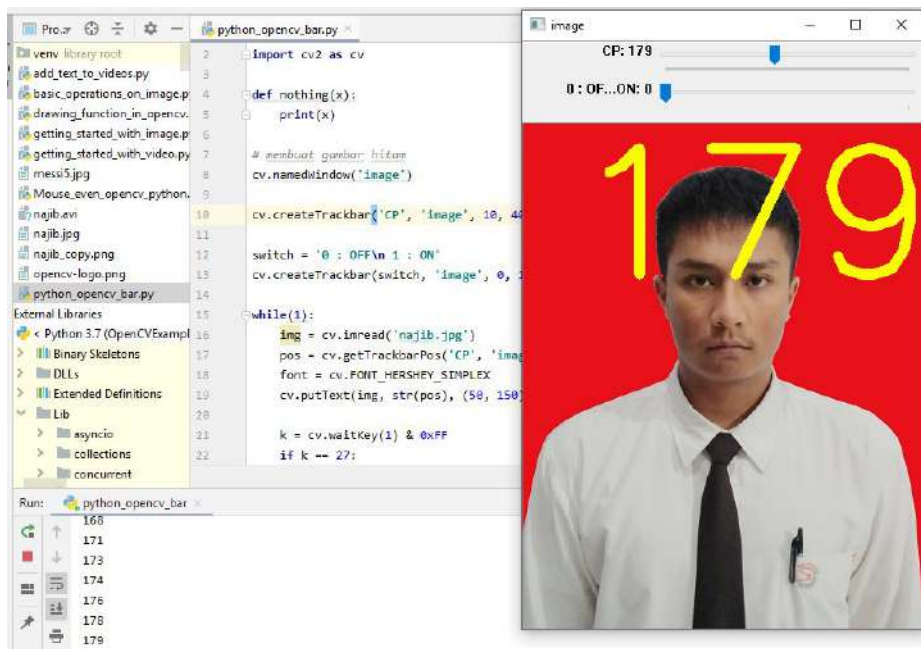 Pro...
python_opencv_bar.py
venv library root
add_text_to_videos.py
basic_operations_on_image.p
drawing_function_in_opencv.
getting_started_with_image.p
getting_started_with_video.py
messi5.jpg
Mouse_even_opencv_python.
najib.avi
najib.jpg
najib_copy.png
opencv-logo.png
python_opencv_bar.py
External Libraries
< Python 3.7 (OpenCVExampl
Binary Skeletons
DLLs
Extended Definitions
Lib
asyncio
collections
concurrent
2 import cv2 as cv
3
4 def nothing(x):
5 print(x)
6
7 # membuat gambar hitam
8 cv.namedWindow('image')
9
10 cv.createTrackbar('CP', 'image', 10, 40
11
12 switch = '0 : OFF\n 1 : ON'
13 cv.createTrackbar(switch, 'image', 0, 1
14
15 while(1):
16 img = cv.imread('najib.jpg')
17 pos = cv.getTrackbarPos('CP', 'imag
18 font = cv.FONT_HERSHEY_SIMPLEX
19 cv.putText(img, str(pos), (50, 150)
20
21 k = cv.waitKey(1) & 0xFF
22 if k == 27:
image
CP: 179
0 : OF...ON: 0
179
Run: python_opencv_bar
168
171
173
174
176
178
179